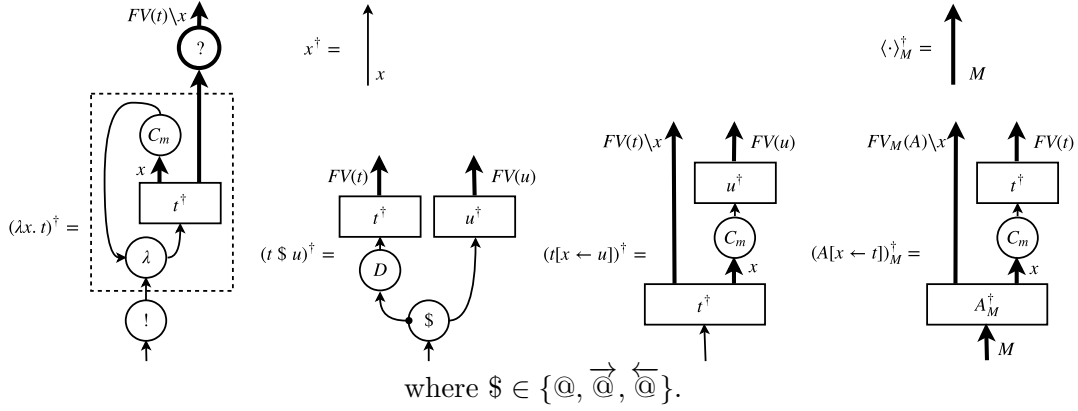 FV(t)\x
?
C_m
x
t†
(λx. t)† =
λ
!
x† =
x
FV(t) FV(u)
t† u†
(t $ u)† =
D
$
FV(t)\x FV(u)
u†
C_m
(t[x ← u])† =
x
t†
⟨·⟩†_M =
M
FV_M(A)\x FV(t)
t†
C_m
(A[x ← t])†_M =
x
A†_M
M
where $ ∈ {@, @⃗, @⃖}.